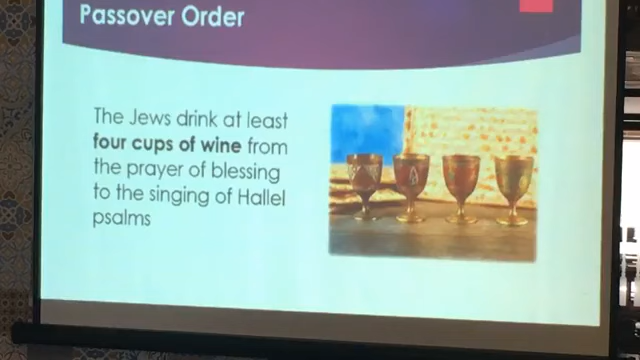 Passover Order
The Jews drink at least
four cups of wine from
the prayer of blessing
to the singing of Hallel
psalms